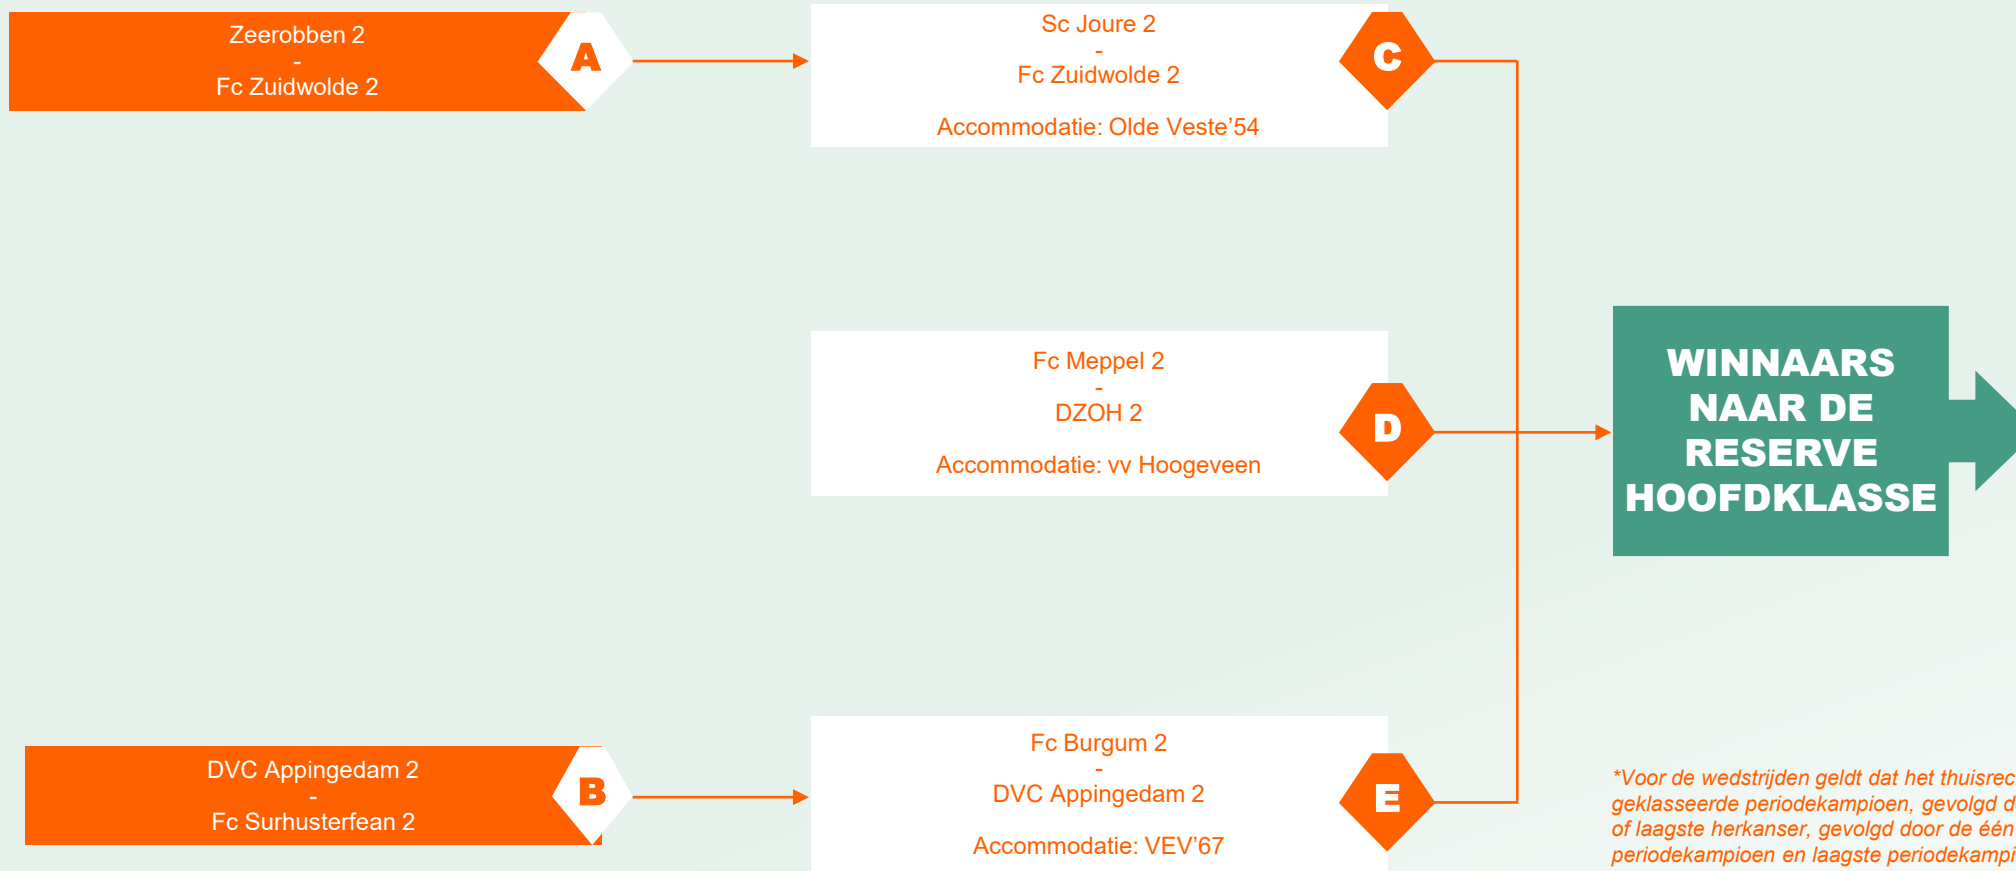 Zeerobben 2
-
Fc Zuidwolde 2
A
Sc Joure 2
-
Fc Zuidwolde 2
Accommodatie: Olde Veste’54
C
Fc Meppel 2
-
DZOH 2
Accommodatie: vv Hoogeveen
D
WINNAARS
NAAR DE
RESERVE
HOOFDKLASSE
DVC Appingedam 2
-
Fc Surhusterfean 2
B
Fc Burgum 2
-
DVC Appingedam 2
Accommodatie: VEV’67
E
*Voor de wedstrijden geldt dat het
geklasseerde periodekampioen, gevolgd
of laagste herkanser, gevolgd door de één
periodekampioen en laagste